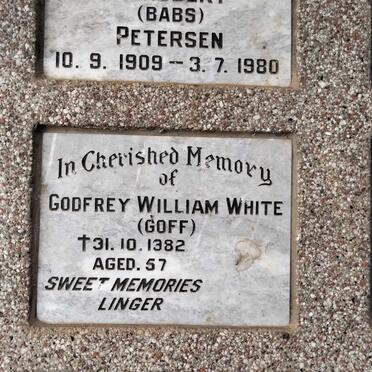 (BABS)
PETERSEN
10. 9. 1909 -- 3. 7. 1980
In Cherished Memory
of
GODFREY WILLIAM WHITE
(GOFF)
†31. 10. 1382
AGED. 57
SWEET MEMORIES
LINGER